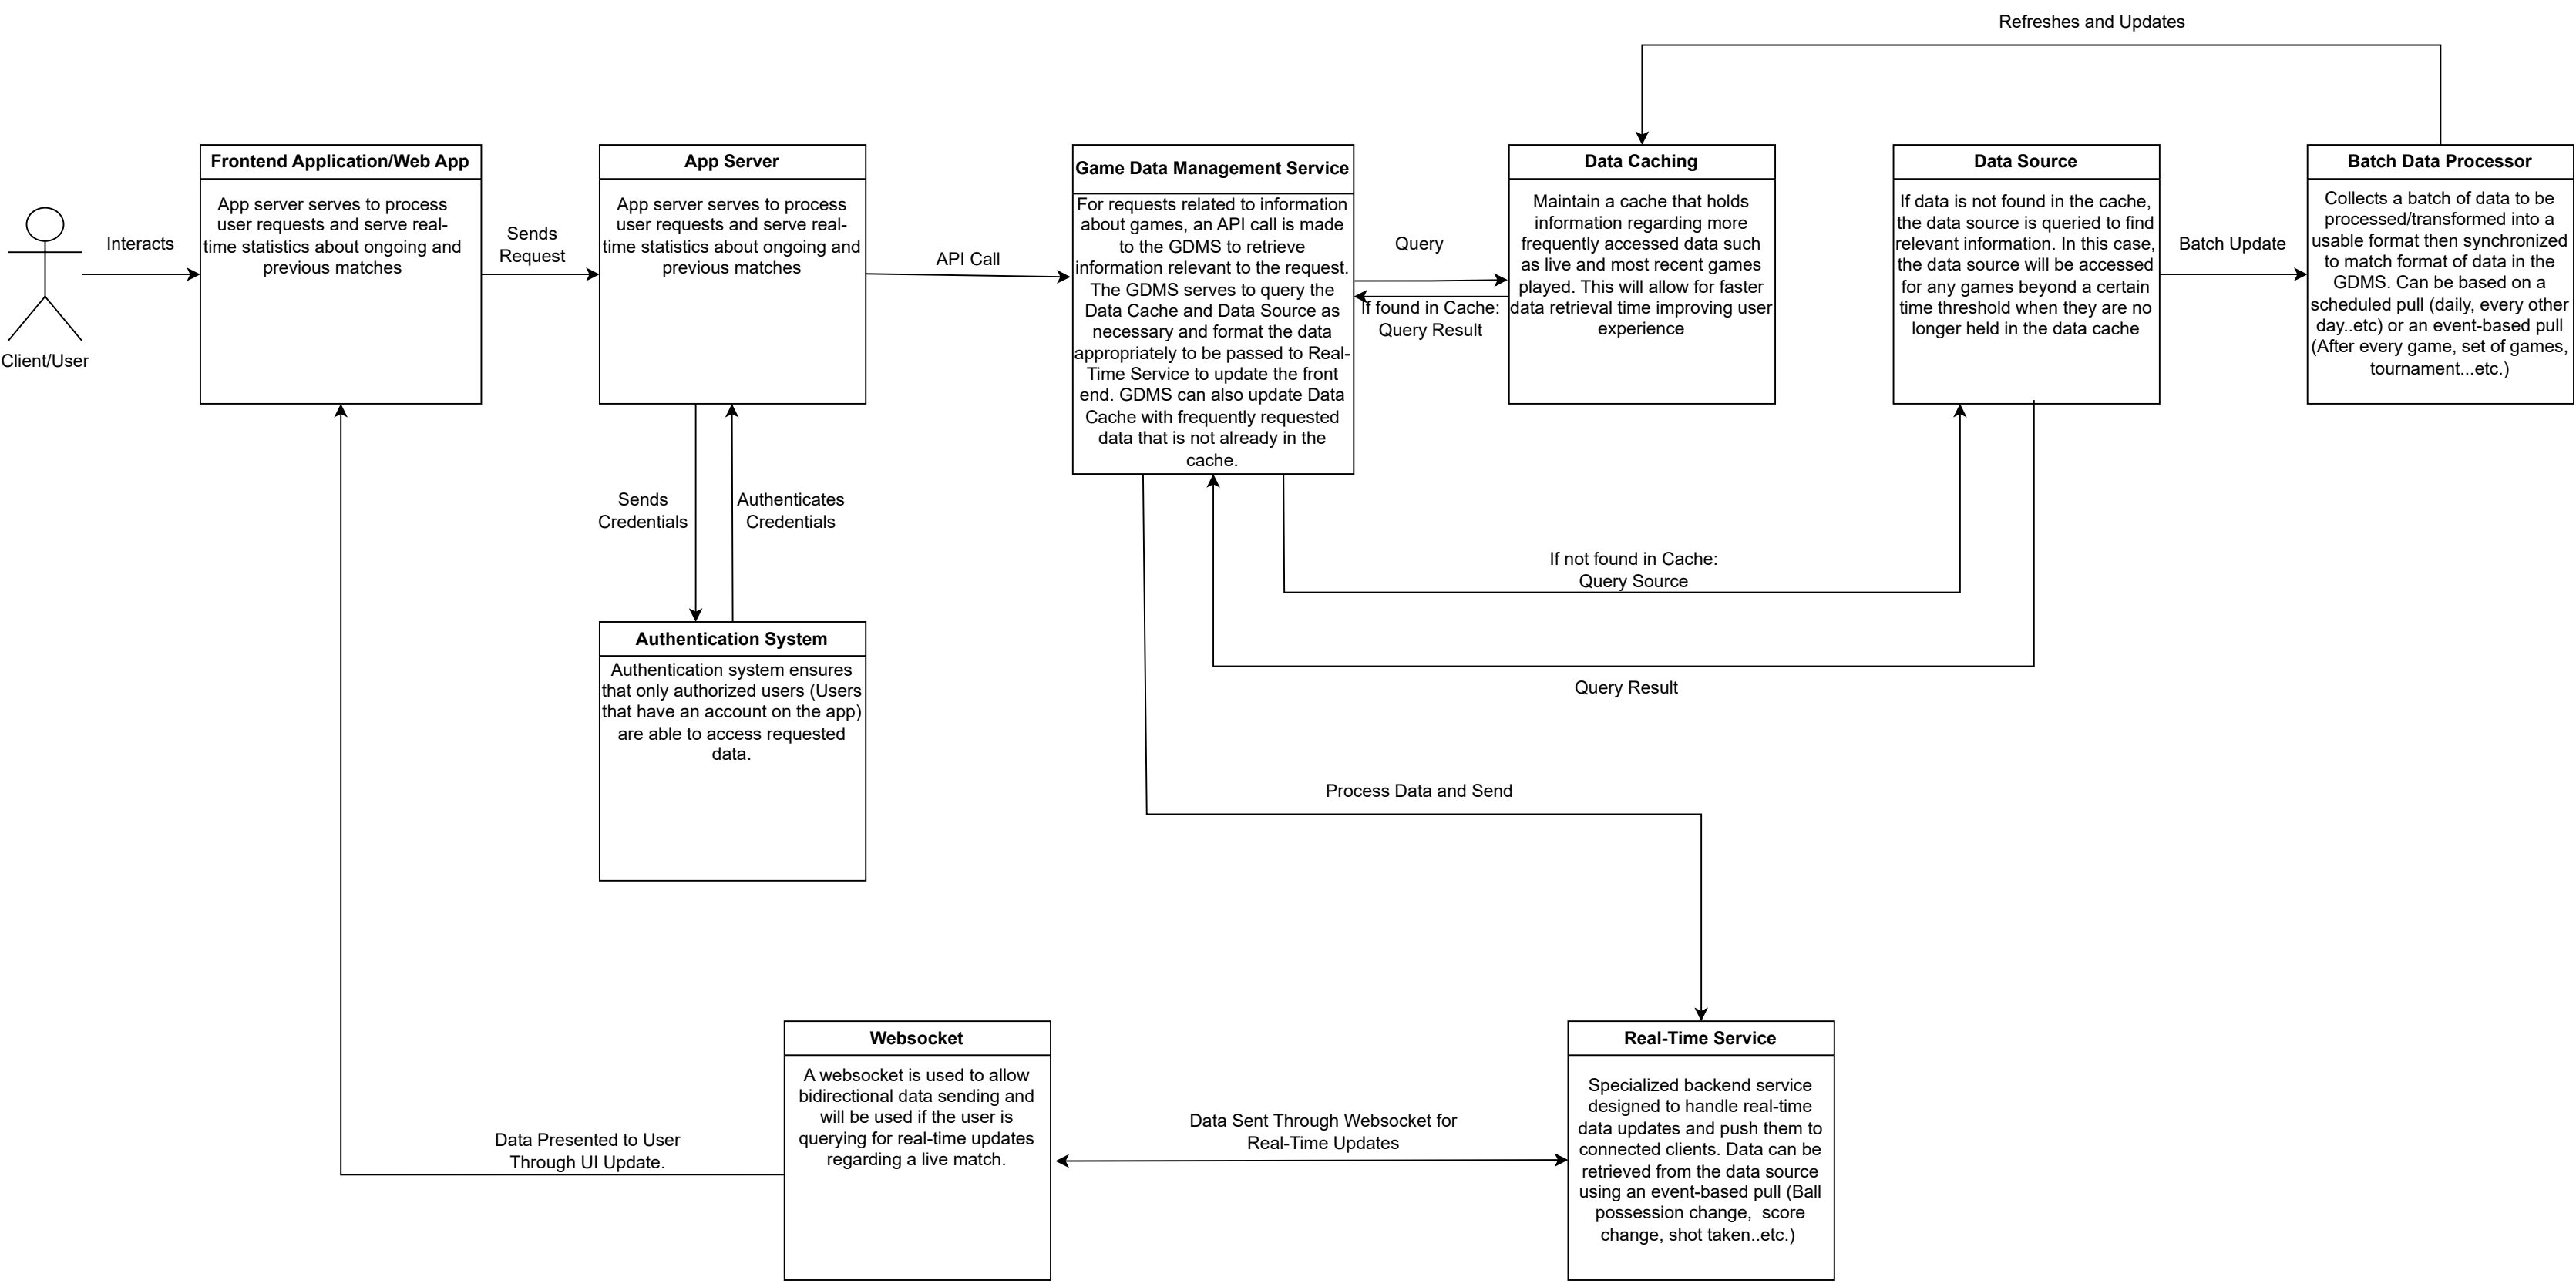 Refreshes and Updates
Client/User
Interacts
Frontend Application/Web App
App server serves to process
user requests and serve real-
time statistics about ongoing and
previous matches
Sends
Request
App Server
App server serves to process
user requests and serve real-
time statistics about ongoing and
previous matches
API Call
Game Data Management Service
For requests related to information
about games, an API call is made
to the GDMS to retrieve
information relevant to the request.
The GDMS serves to query the
Data Cache and Data Source as
necessary and format the data
appropriately to be passed to Real-
Time Service to update the front
end. GDMS can also update Data
Cache with frequently requested
data that is not already in the
cache.
Query
If found in Cache:
Query Result
Data Caching
Maintain a cache that holds
information regarding more
frequently accessed data such
as live and most recent games
played. This will allow for faster
data retrieval time improving user
experience
Data Source
If data is not found in the cache,
the data source is queried to find
relevant information. In this case,
the data source will be accessed
for any games beyond a certain
time threshold when they are no
longer held in the data cache
Batch Update
Batch Data Processor
Collects a batch of data to be
processed/transformed into a
usable format then synchronized
to match format of data in the
GDMS. Can be based on a
scheduled pull (daily, every other
day..etc) or an event-based pull
(After every game, set of games,
tournament...etc.)
Sends
Credentials
Authenticates
Credentials
If not found in Cache:
Query Source
Query Result
Authentication System
Authentication system ensures
that only authorized users (Users
that have an account on the app)
are able to access requested
data.
Process Data and Send
Data Presented to User
Through UI Update.
Websocket
A websocket is used to allow
bidirectional data sending and
will be used if the user is
querying for real-time updates
regarding a live match.
Data Sent Through Websocket for
Real-Time Updates
Real-Time Service
Specialized backend service
designed to handle real-time
data updates and push them to
connected clients. Data can be
retrieved from the data source
using an event-based pull (Ball
possession change, score
change, shot taken..etc.)